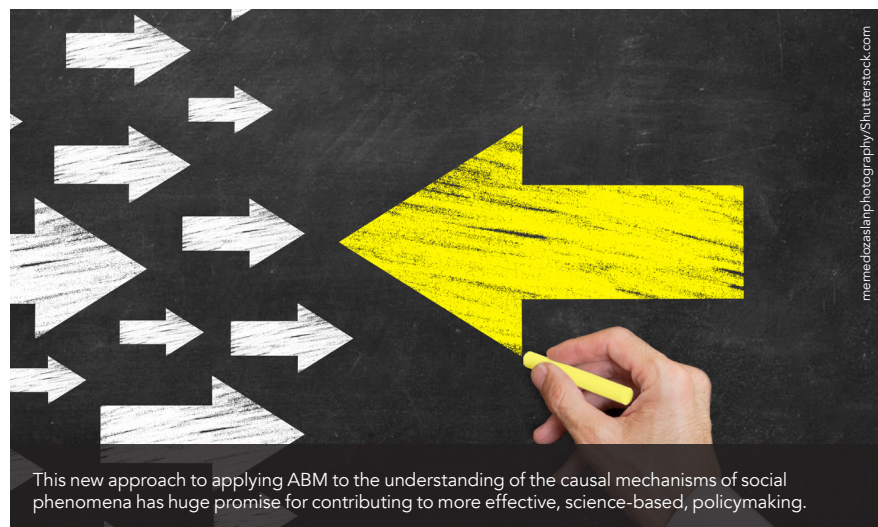 This new approach to applying ABM to the understanding of the causal mechanisms of social
phenomena has huge promise for contributing to more effective, science-based, policymaking.
memedozaslanphotography/Shutterstock.com